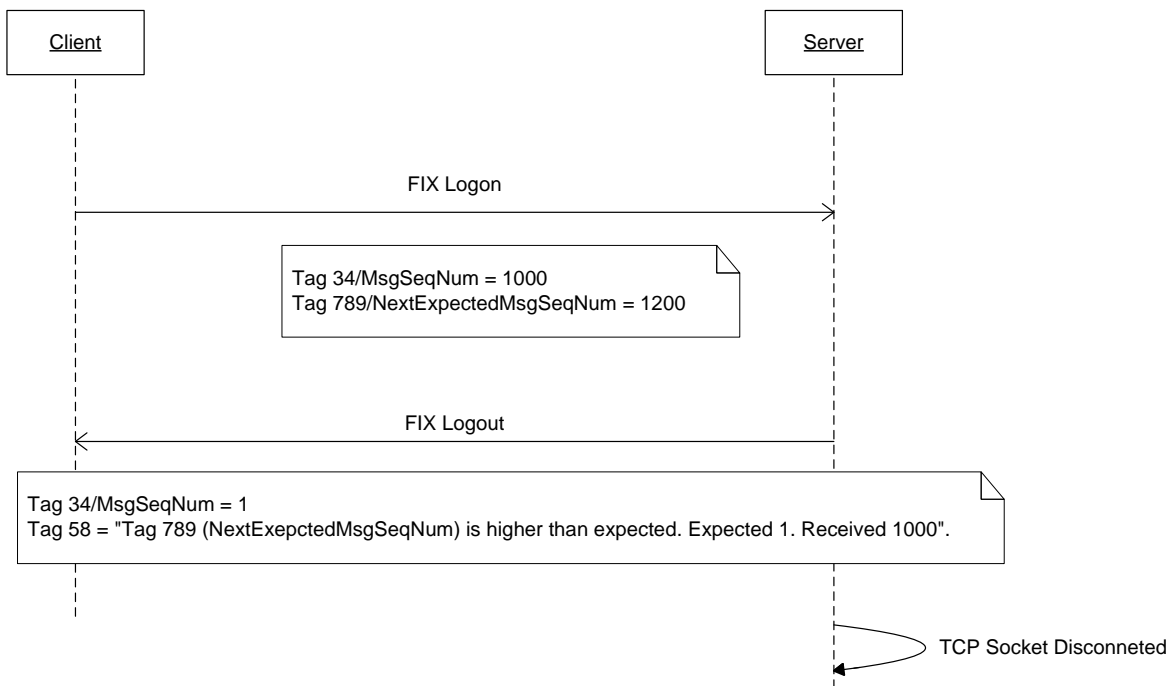 Client
Server
FIX Logon
Tag 34/MsgSeqNum = 1000
Tag 789/NextExpectedMsgSeqNum = 1200
FIX Logout
Tag 34/MsgSeqNum = 1
Tag 58 = "Tag 789 (NextExepctedMsgSeqNum) is higher than expected. Expected 1. Received 1000".
TCP Socket Disconneted